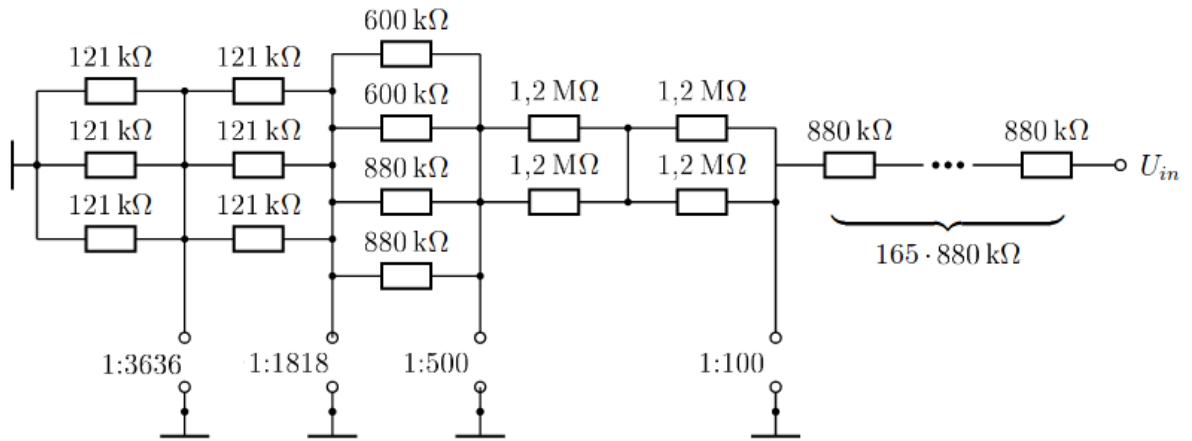 600 kΩ
121 kΩ 121 kΩ
600 kΩ 1,2 MΩ 1,2 MΩ
121 kΩ 121 kΩ 880 kΩ 880 kΩ
880 kΩ 1,2 MΩ 1,2 MΩ
U_in
121 kΩ 121 kΩ
880 kΩ
165 · 880 kΩ
1:3636 1:1818 1:500 1:100